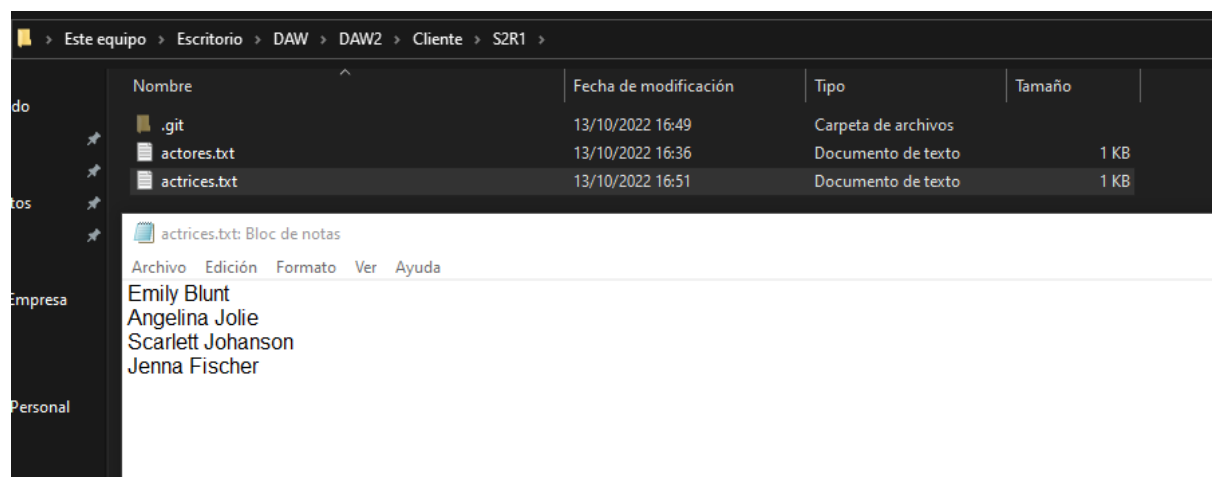 Este equipo > Escritorio > DAW > DAW2 > Cliente > S2R1 >
Nombre Fecha de modificación Tipo Tamaño
do
.git 13/10/2022 16:49 Carpeta de archivos
actores.txt 13/10/2022 16:36 Documento de texto 1 KB
actrices.txt 13/10/2022 16:51 Documento de texto 1 KB
tos
actrices.txt: Bloc de notas
Archivo Edición Formato Ver Ayuda
Emily Blunt
Empresa
Angelina Jolie
Scarlett Johanson
Jenna Fischer
Personal